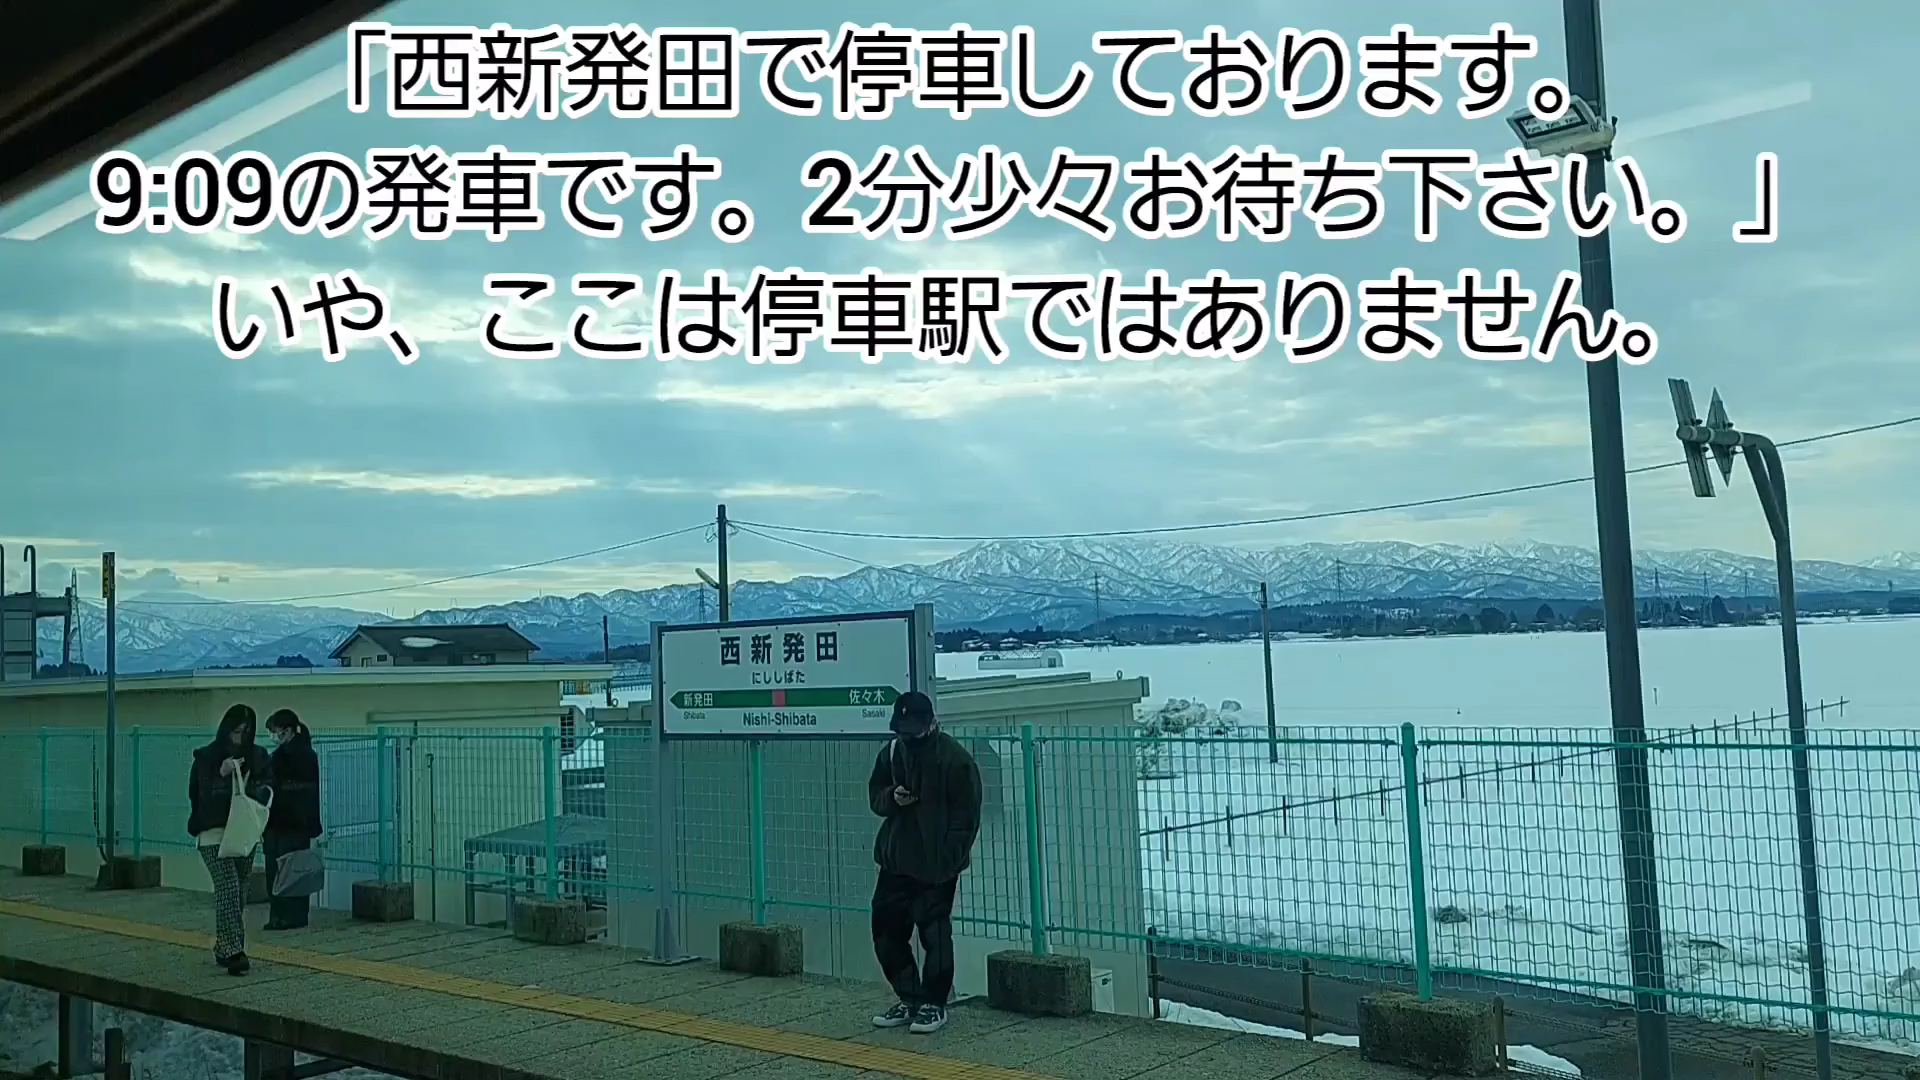 「西新発田で停車しております。
9:09の発車です。2分少々お待ち下さい。」
いや、ここは停車駅ではありません。
西新発田
にししばた
新発田 佐々木
Shibata Nishi-Shibata Sasaki